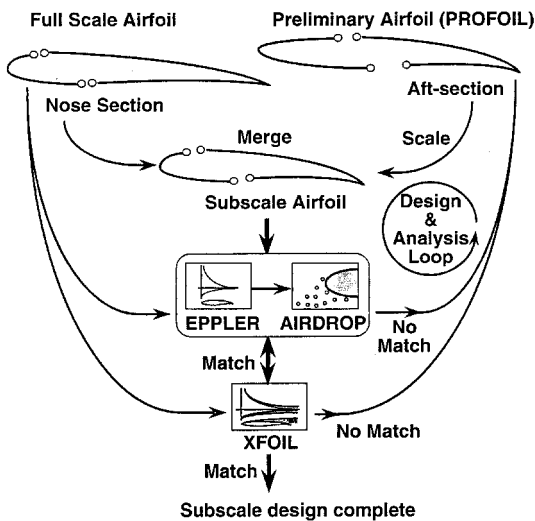 Full Scale Airfoil
Preliminary Airfoil (PROFOIL)
Nose Section
Aft-section
Merge
Scale
Subscale Airfoil
Design
&
Analysis
Loop
EPPLER
AIRDROP
No
Match
Match
XFOIL
No Match
Match
Subscale design complete